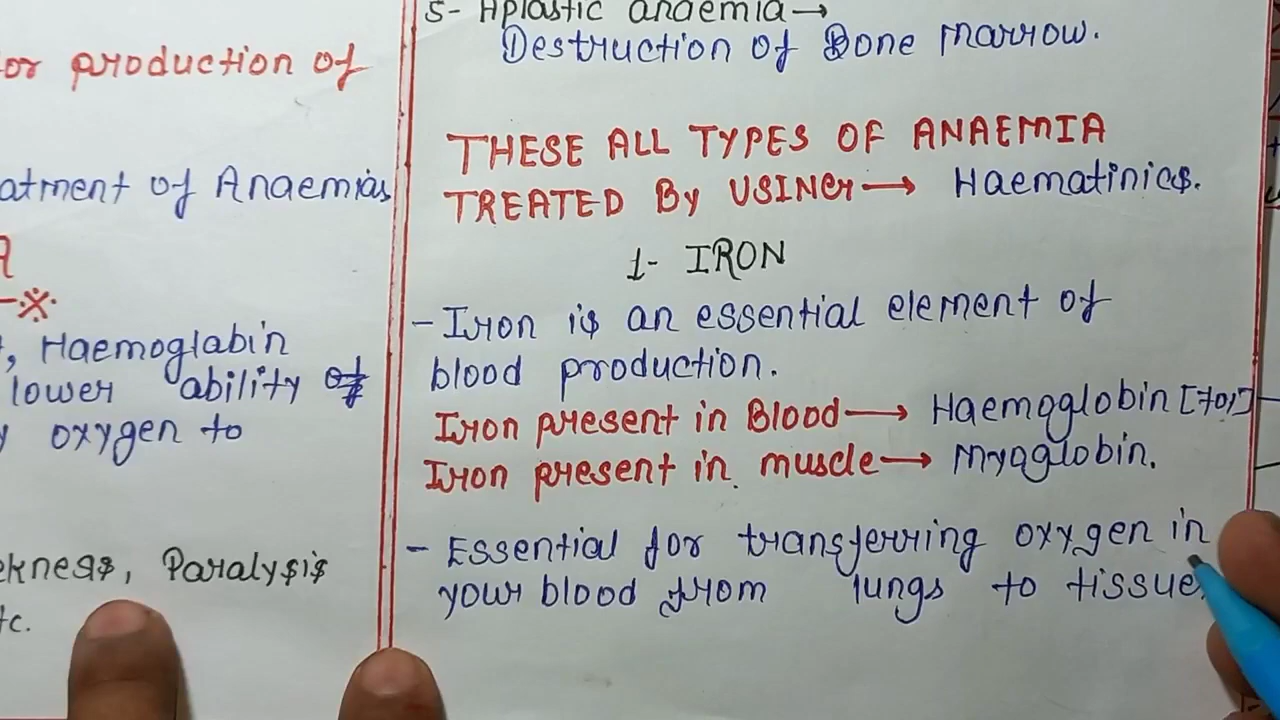 or production of
atment of Anaemias
, Haemoglabin
lower ability of
oxygen to
ekness, Paralysis
tc.
5- Aplastic anaemia→
Destruction of Bone marrow.
THESE ALL TYPES OF ANAEMIA
TREATED By USING→ Haematinics.
1- IRON
- Iron is an essential element of
blood production.
Iron present in Blood→ Haemoglobin [70%]
Iron present in muscle→ Myoglobin.
- Essential for transferring oxygen in
your blood from lungs to tissue